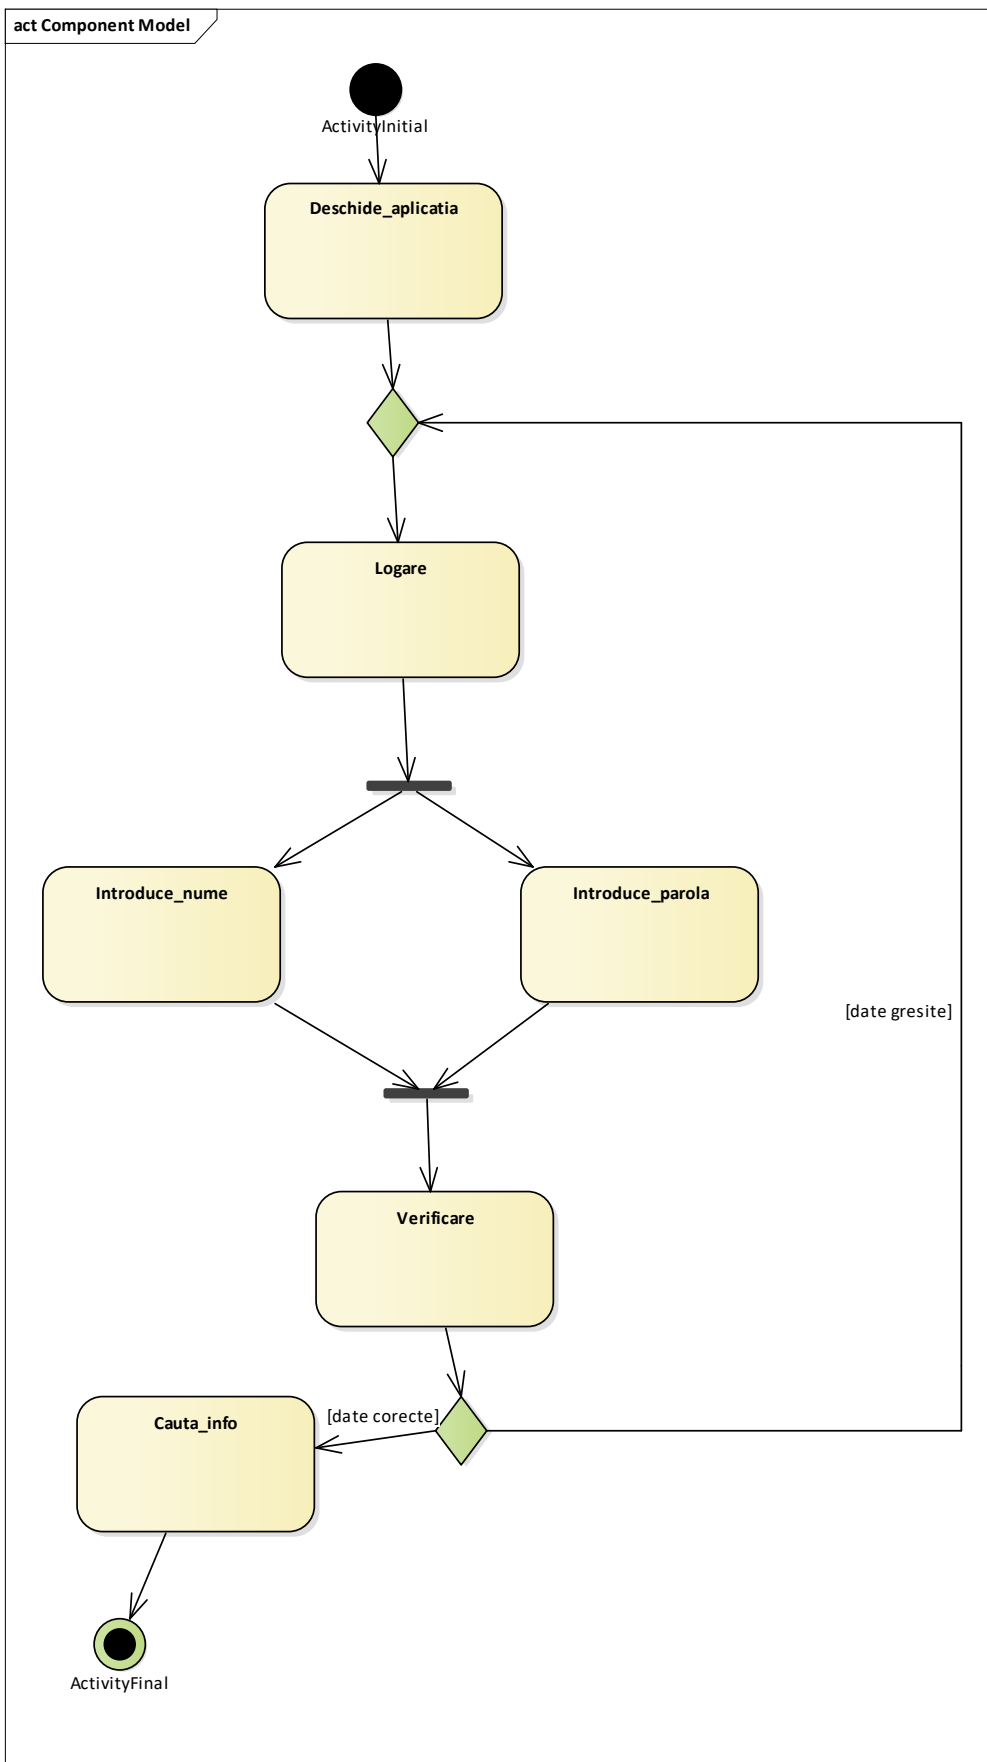 act Component Model
ActivityInitial
Deschide_aplicatia
Logare
Introduce_nume
Introduce_parola
[date gresite]
Verificare
[date corecte]
Cauta_info
ActivityFinal